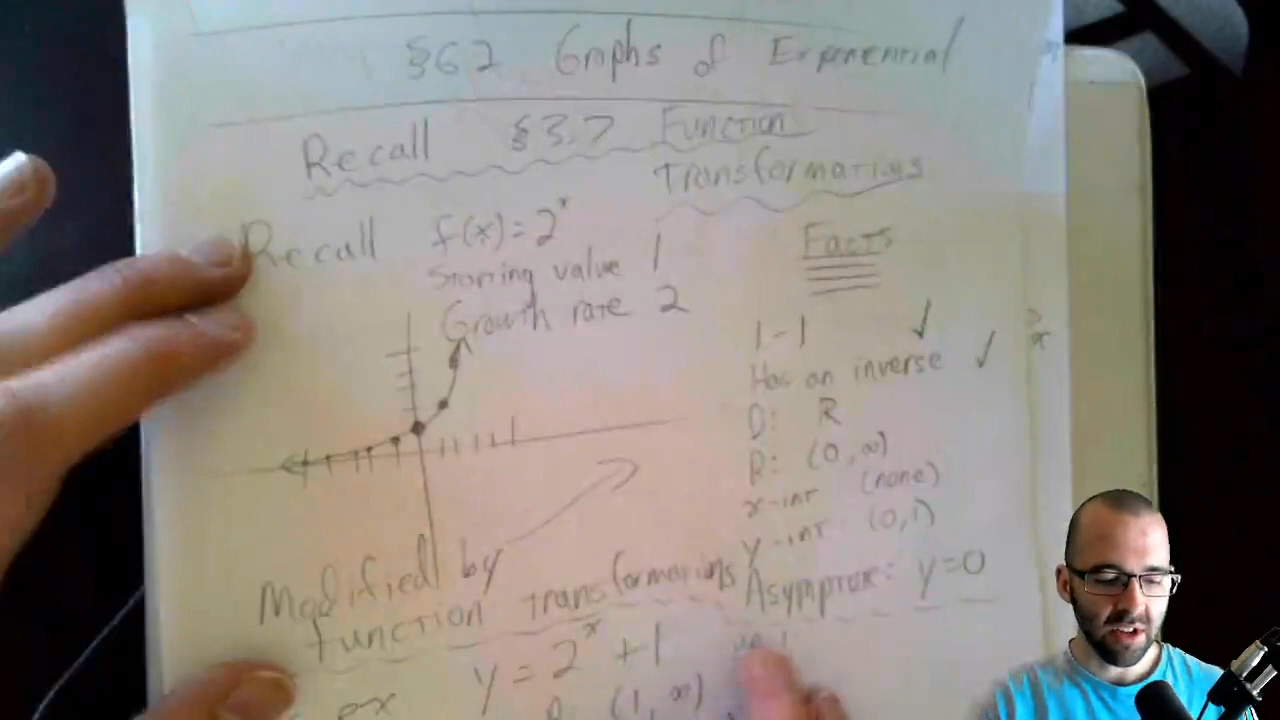 §6.2 Graphs of Exponential
Recall §3.7 Function
Transformations
Recall f(x) = 2^x
Starting value 1
Growth rate 2
Facts
1-1 ✓
Has an inverse ✓
D: R
R: (0, ∞)
x-int (none)
y-int (0,1)
Asymptote: y=0
Modified by
function transformations
ex y = 2^x + 1
(1, ∞)